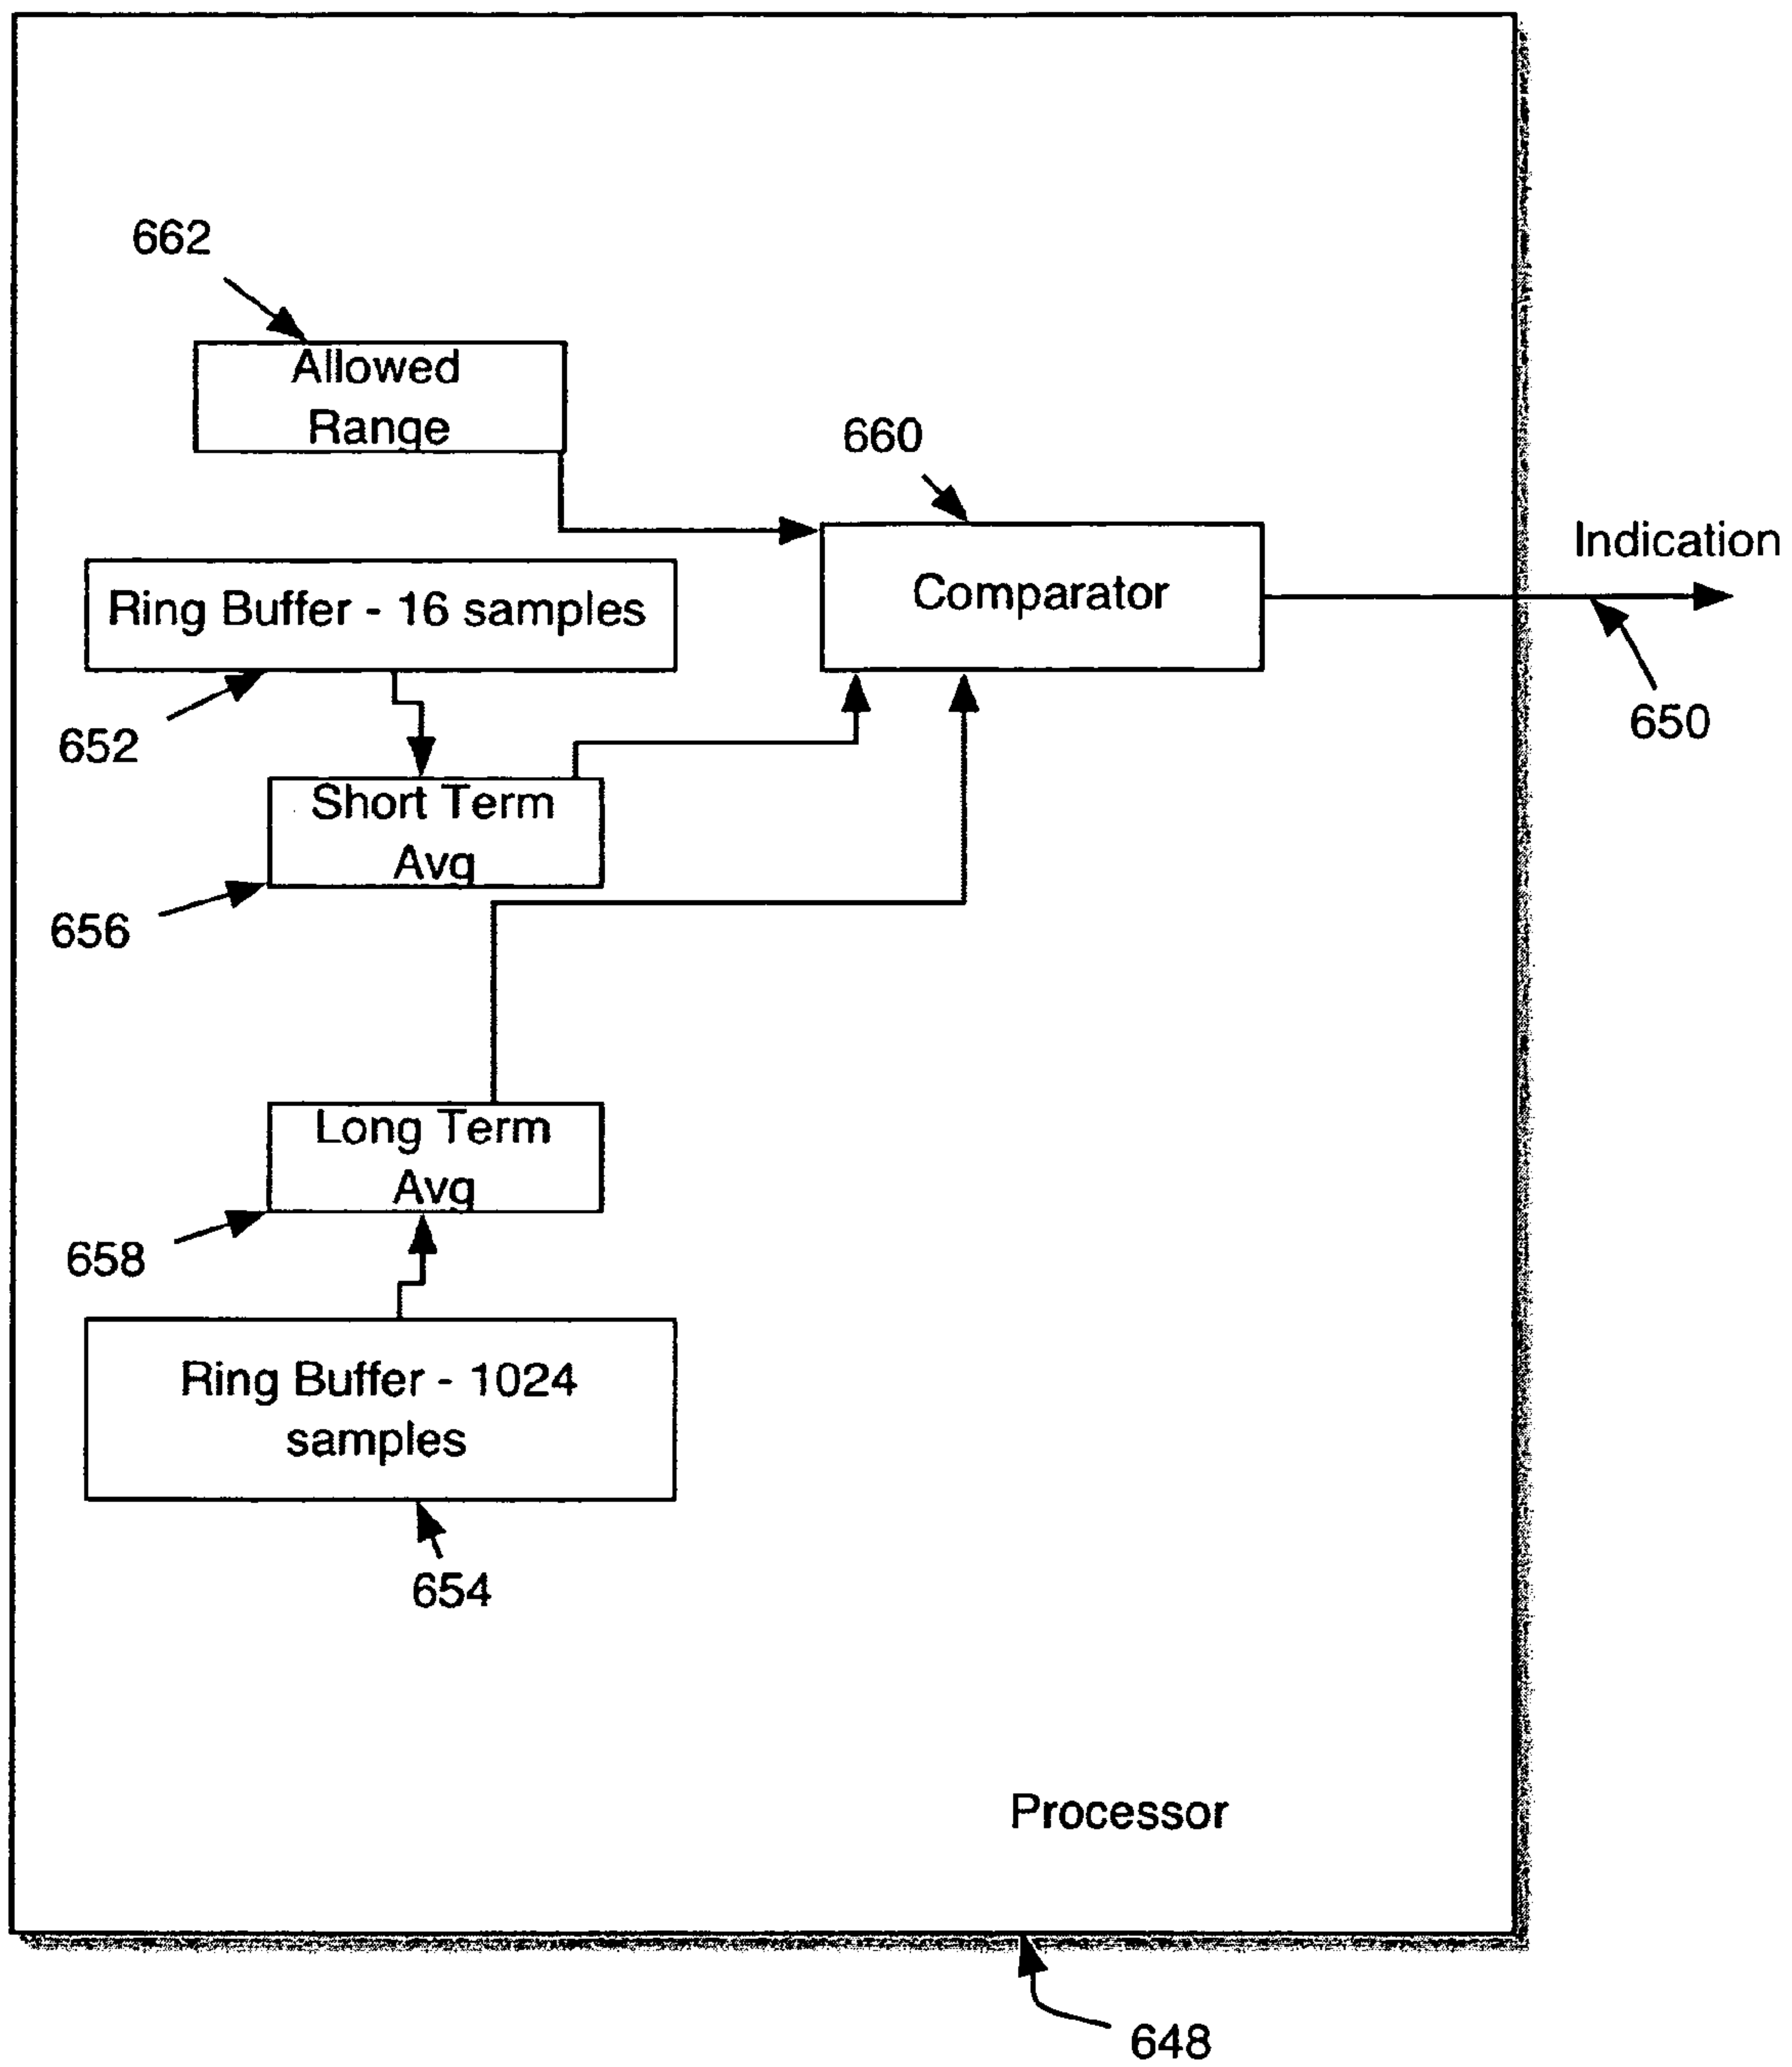 662
Allowed
Range
660
Comparator
Indication
650
Ring Buffer - 16 samples
652
Short Term
Avg
656
Long Term
Avg
658
Ring Buffer - 1024
samples
654
Processor
648